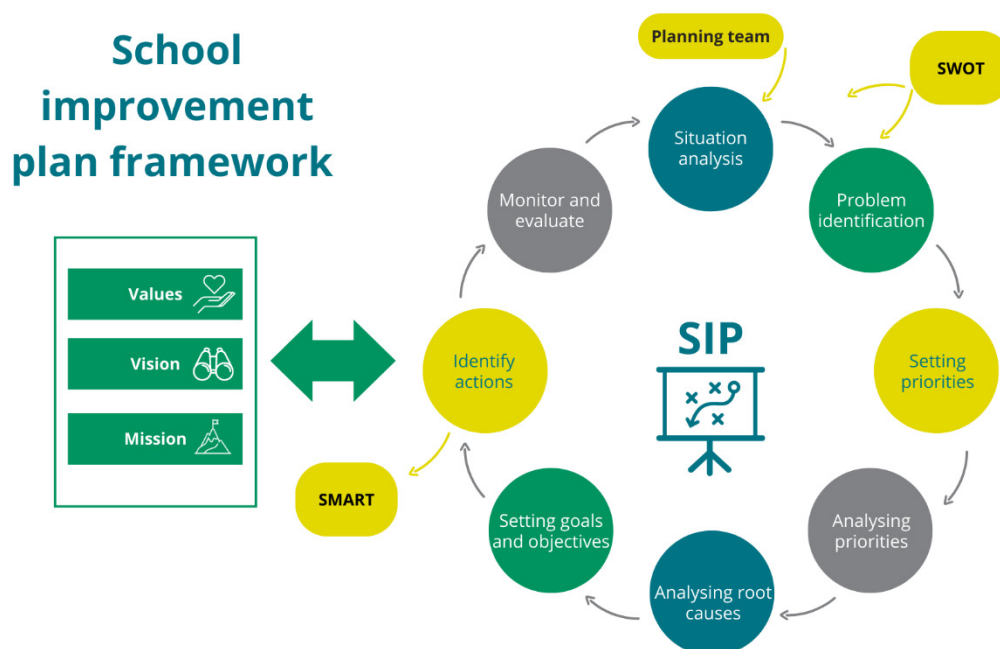 School
improvement
plan framework
Planning team
SWOT
Situation
analysis
Problem
identification
Setting
priorities
Analysing
priorities
Analysing root
causes
Setting goals
and objectives
Identify
actions
Monitor and
evaluate
SMART
SIP
Values
Vision
Mission